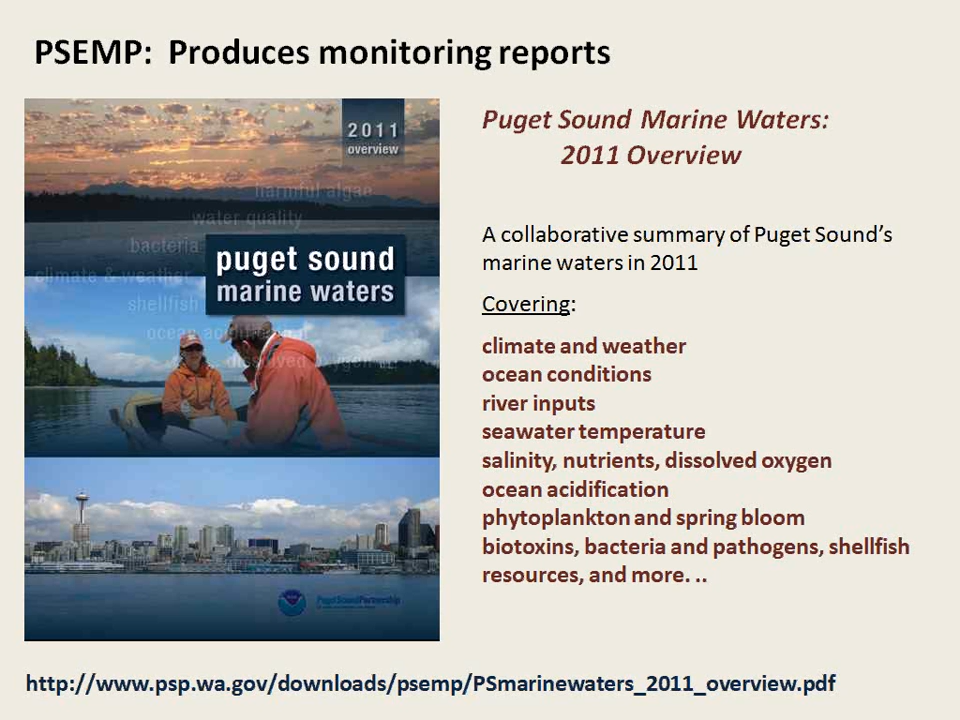 PSEMP: Produces monitoring reports
2011
overview
harmful algae
water quality
bacteria
climate & weather
shellfish
dissolved oxygen
puget sound
marine waters
PugetSoundPartnership
Puget Sound Marine Waters:
2011 Overview
A collaborative summary of Puget Sound’s
marine waters in 2011
Covering:
climate and weather
ocean conditions
river inputs
seawater temperature
salinity, nutrients, dissolved oxygen
ocean acidification
phytoplankton and spring bloom
biotoxins, bacteria and pathogens, shellfish
resources, and more. ..
http://www.psp.wa.gov/downloads/psemp/PSmarinewaters_2011_overview.pdf